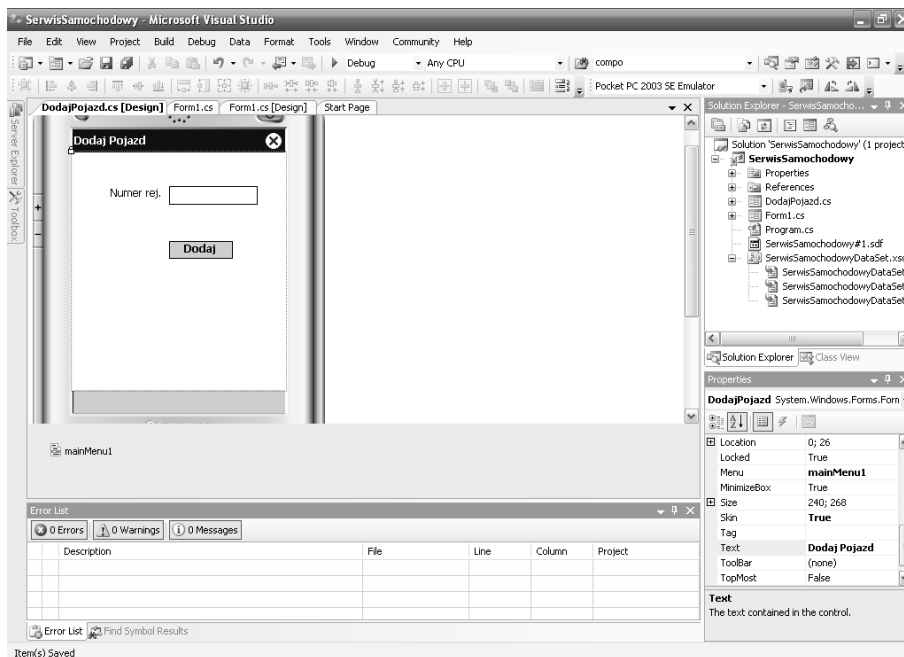 SerwisSamochodowy - Microsoft Visual Studio
File Edit View Project Build Debug Data Format Tools Window Community Help
Debug Any CPU compo
Pocket PC 2003 SE Emulator
Server Explorer
Toolbox
DodajPojazd.cs [Design] Form1.cs Form1.cs [Design] Start Page
Dodaj Pojazd
Numer rej.
Dodaj
mainMenu1
Error List
0 Errors 0 Warnings 0 Messages
Description File Line Column Project
Error List Find Symbol Results
Item(s) Saved
Solution Explorer - SerwisSamocho...
Solution 'SerwisSamochodowy' (1 project
SerwisSamochodowy
Properties
References
DodajPojazd.cs
Form1.cs
Program.cs
SerwisSamochodowy#1.sdf
SerwisSamochodowyDataSet.xsd
SerwisSamochodowyDataSet
SerwisSamochodowyDataSet
SerwisSamochodowyDataSet
Solution Explorer Class View
Properties
DodajPojazd System.Windows.Forms.Form
Location 0; 26
Locked True
Menu mainMenu1
MinimizeBox True
Size 240; 268
Skin True
Tag
Text Dodaj Pojazd
ToolBar (none)
TopMost False
Text
The text contained in the control.